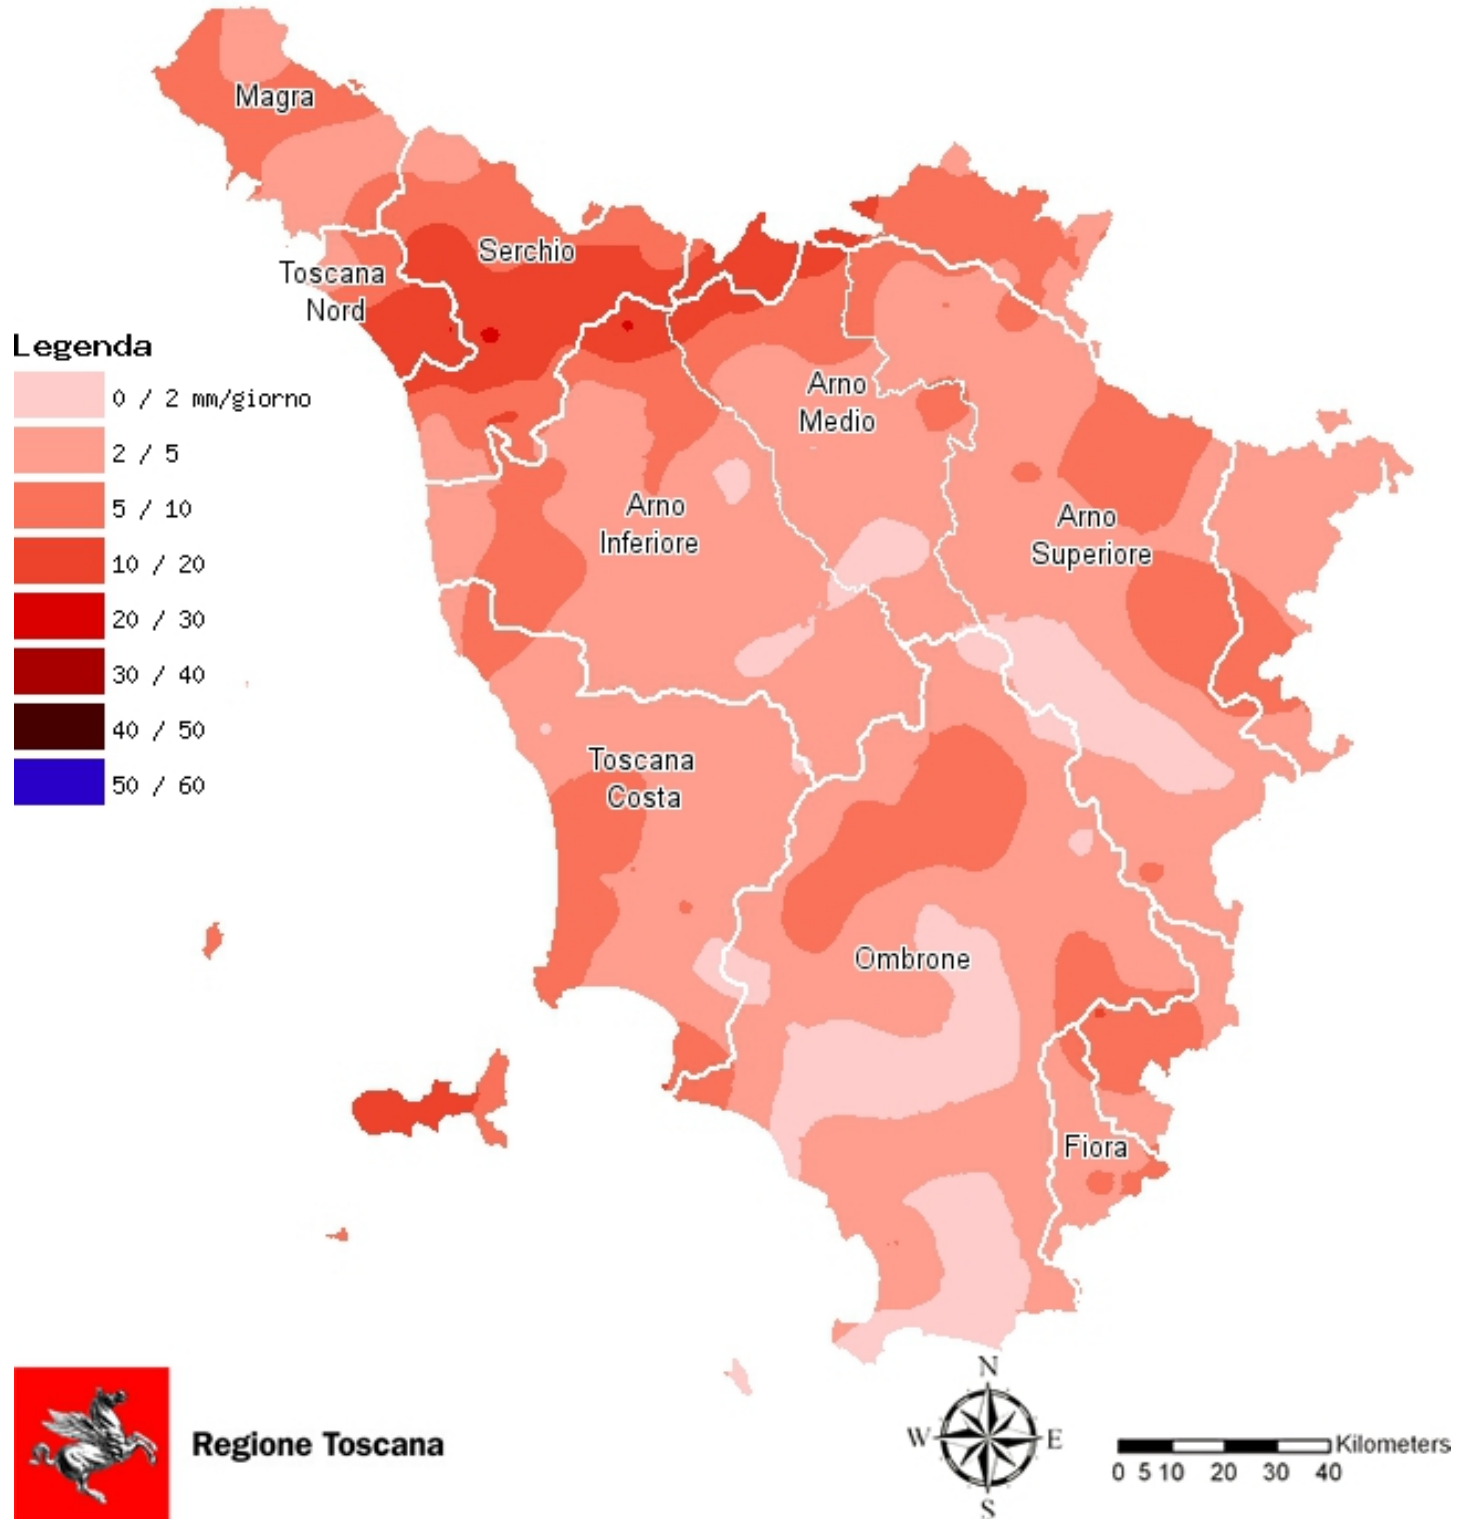 Magra
Serchio
Toscana
Nord
Legenda
0 / 2 mm/giorno
2 / 5
5 / 10
10 / 20
20 / 30
30 / 40
40 / 50
50 / 60
Arno
Medio
Arno
Inferiore
Arno
Superiore
Toscana
Costa
Ombrone
Fiora
Regione Toscana
N
W E
S
Kilometers
0 5 10 20 30 40